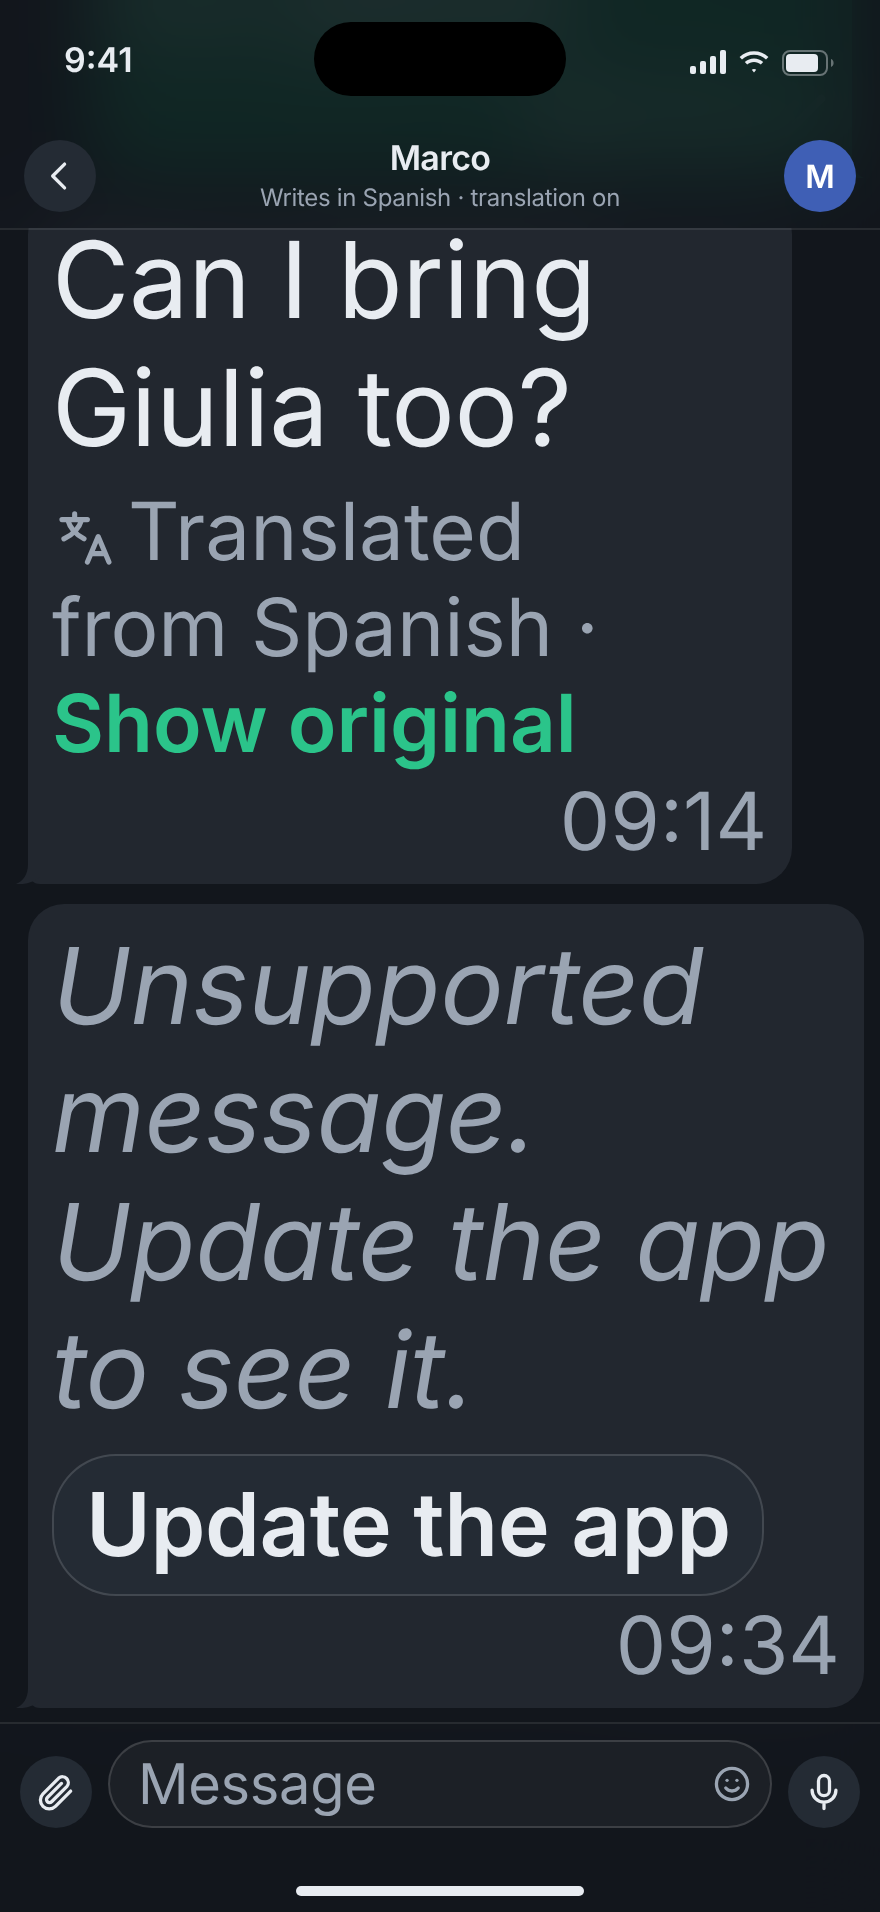 9:41
Marco
Writes in Spanish · translation on
M
Can I bring
Giulia too?
Translated
from Spanish ·
Show original
09:14
Unsupported
message.
Update the app
to see it.
Update the app
09:34
Message